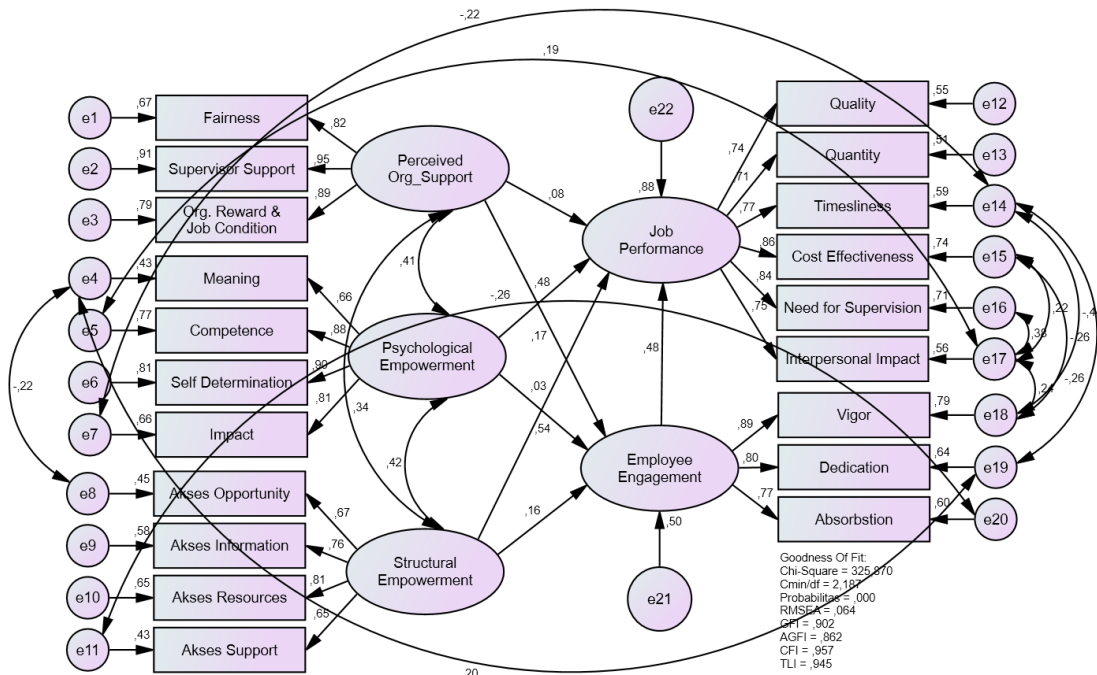 -,22
,19
e1
,67
Fairness
,82
e2
,91
Supervisor Support
,95
e3
,79
Org. Reward &
Job Condition
,89
e4
,43
Meaning
,66
e5
,77
Competence
,88
e6
,81
Self Determination
,90
e7
,66
Impact
,81
-,22
e8
,45
Akses Opportunity
,67
e9
,58
Akses Information
,76
e10
,65
Akses Resources
,81
e11
,43
Akses Support
,65
Perceived
Org_Support
,41
Psychological
Empowerment
,34
,42
Structural
Empowerment
,08
,48
-,26
,17
,03
,54
,16
,48
e22
,88
Job
Performance
Employee
Engagement
,50
e21
,74
Quality
,55
e12
,71
Quantity
,51
e13
,77
Timesliness
,59
e14
,86
Cost Effectiveness
,74
e15
,84
Need for Supervision
,71
e16
,75
Interpersonal Impact
,56
e17
,22
,38
-,26
,24
-,26
,89
Vigor
,79
e18
,80
Dedication
,64
e19
,77
Absorbstion
,60
e20
Goodness Of Fit:
Chi-Square = 325,870
Cmin/df = 2,187
Probabilitas = ,000
RMSEA = ,064
GFI = ,902
AGFI = ,862
CFI = ,957
TLI = ,945
,20